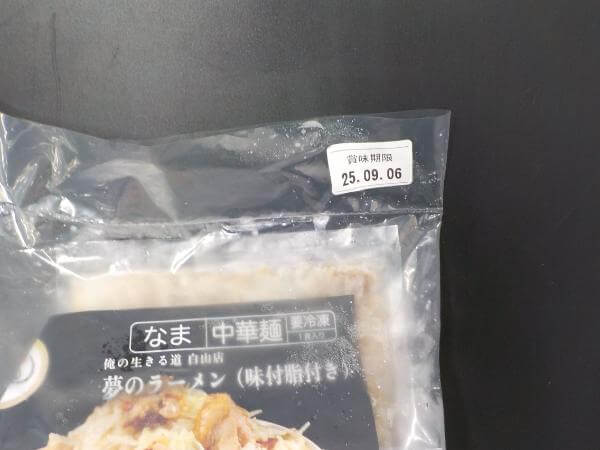 賞味期限
25.09.06
なま 中華麺 要冷凍
1食入り
俺の生きる道 白山店
夢のラーメン（味付脂付き）